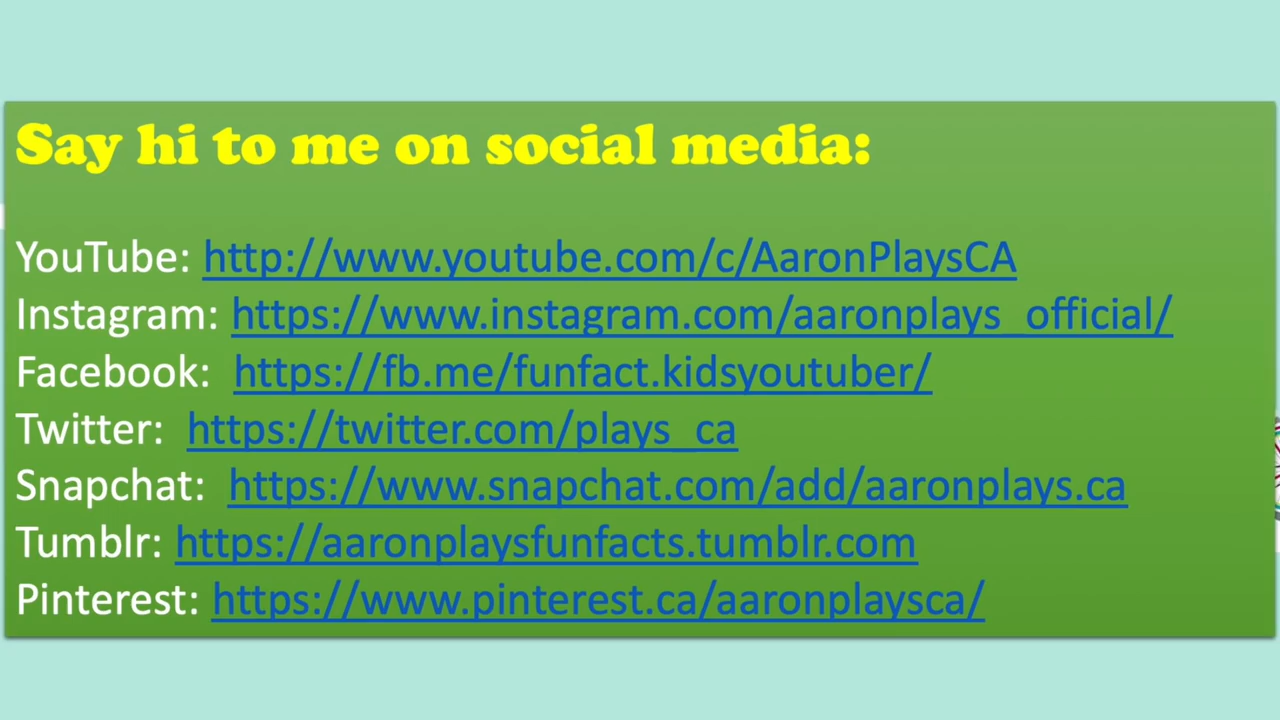 Say hi to me on social media:
YouTube: http://www.youtube.com/c/AaronPlaysCA
Instagram: https://www.instagram.com/aaronplays_official/
Facebook: https://fb.me/funfact.kidsyoutuber/
Twitter: https://twitter.com/plays_ca
Snapchat: https://www.snapchat.com/add/aaronplays.ca
Tumblr: https://aaronplaysfunfacts.tumblr.com
Pinterest: https://www.pinterest.ca/aaronplaysca/